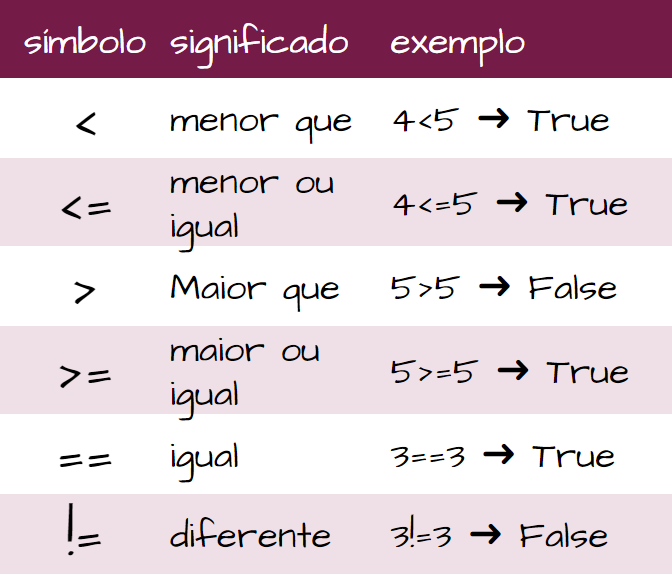 símbolo significado exemplo
< menor que 4<5 ➜ True
<= menor ou
igual 4<=5 ➜ True
> Maior que 5>5 ➜ False
>= maior ou
igual 5>=5 ➜ True
== igual 3==3 ➜ True
!= diferente 3!=3 ➜ False